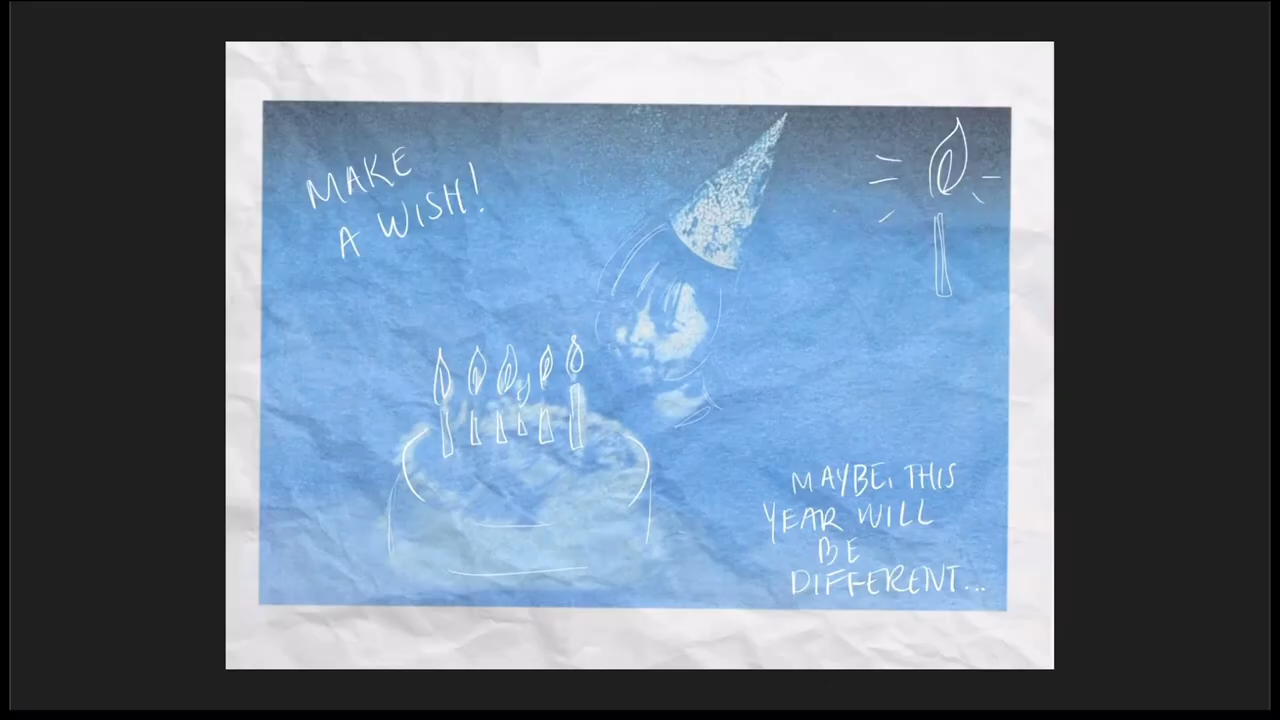 MAKE
A WISH!
MAYBE, THIS
YEAR WILL
BE
DIFFERENT...